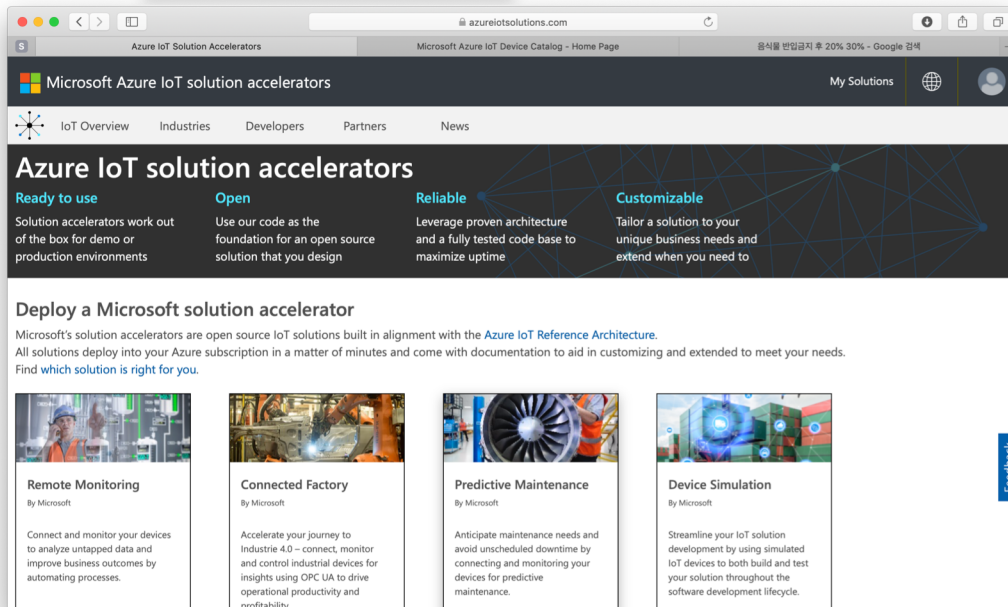 azureiotsolutions.com
S
Azure IoT Solution Accelerators
Microsoft Azure IoT Device Catalog - Home Page
음식물 반입금지 후 20% 30% - Google 검색
Microsoft Azure IoT solution accelerators
My Solutions
IoT Overview
Industries
Developers
Partners
News
Azure IoT solution accelerators
Ready to use
Solution accelerators work out
of the box for demo or
production environments
Open
Use our code as the
foundation for an open source
solution that you design
Reliable
Leverage proven architecture
and a fully tested code base to
maximize uptime
Customizable
Tailor a solution to your
unique business needs and
extend when you need to
Deploy a Microsoft solution accelerator
Microsoft's solution accelerators are open source IoT solutions built in alignment with the Azure IoT Reference Architecture.
All solutions deploy into your Azure subscription in a matter of minutes and come with documentation to aid in customizing and extended to meet your needs.
Find which solution is right for you.
Remote Monitoring
By Microsoft
Connect and monitor your devices
to analyze untapped data and
improve business outcomes by
automating processes.
Connected Factory
By Microsoft
Accelerate your journey to
Industrie 4.0 – connect, monitor
and control industrial devices for
insights using OPC UA to drive
operational productivity and
profitability.
Predictive Maintenance
By Microsoft
Anticipate maintenance needs and
avoid unscheduled downtime by
connecting and monitoring your
devices for predictive
maintenance.
Device Simulation
By Microsoft
Streamline your IoT solution
development by using simulated
IoT devices to both build and test
your solution throughout the
software development lifecycle.
Feedback